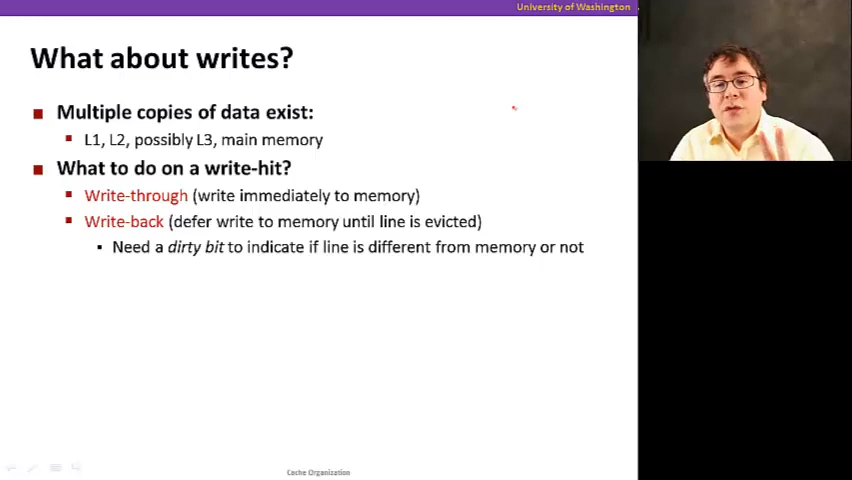 University of Washington
What about writes?
Multiple copies of data exist:
L1, L2, possibly L3, main memory
What to do on a write-hit?
Write-through (write immediately to memory)
Write-back (defer write to memory until line is evicted)
Need a dirty bit to indicate if line is different from memory or not
Cache Organization